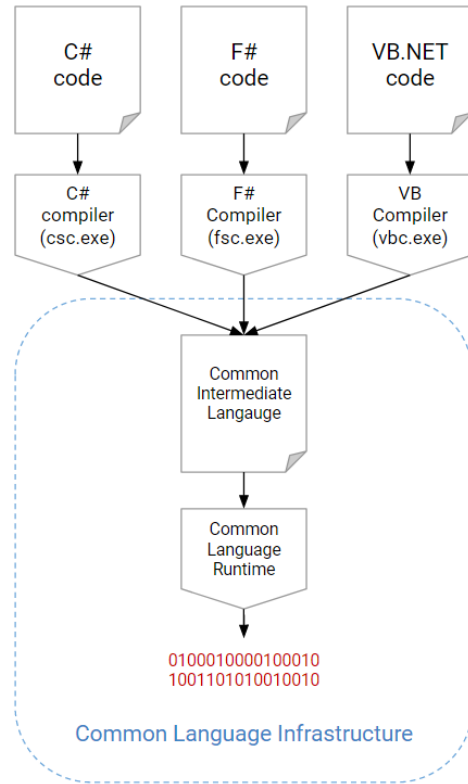 C#
code
F#
code
VB.NET
code
C#
compiler
(csc.exe)
F#
Compiler
(fsc.exe)
VB
Compiler
(vbc.exe)
Common
Intermediate
Langauge
Common
Language
Runtime
0100010000100010
1001101010010010
Common Language Infrastructure